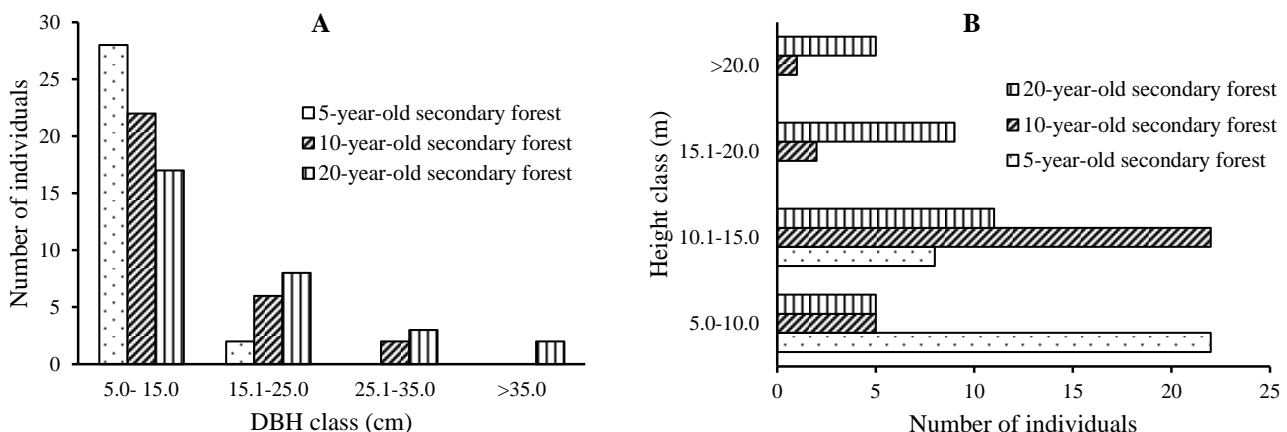 A
Number of individuals
30
25
20
15
10
5
0
5.0- 15.0
15.1-25.0
25.1-35.0
>35.0
DBH class (cm)
5-year-old secondary forest
10-year-old secondary forest
20-year-old secondary forest
B
Height class (m)
>20.0
15.1-20.0
10.1-15.0
5.0-10.0
0
5
10
15
20
25
Number of individuals
20-year-old secondary forest
10-year-old secondary forest
5-year-old secondary forest